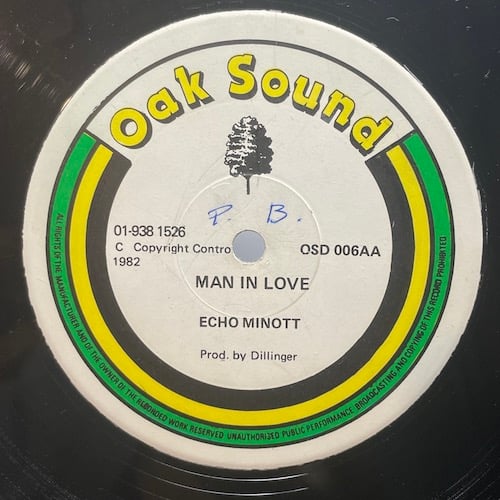 Oak Sound
P. B.
01-938 1526
C Copyright Contro
1982
OSD 006AA
MAN IN LOVE
ECHO MINOTT
Prod. by Dillinger
ALL RIGHTS OF THE MANUFACTURER AND OF THE OWNER OF THE RECORDED WORK RESERVED UNAUTHORIZED PUBLIC PERFORMANCE BROADCASTING AND COPYING OF THIS RECORD PROHIBITED